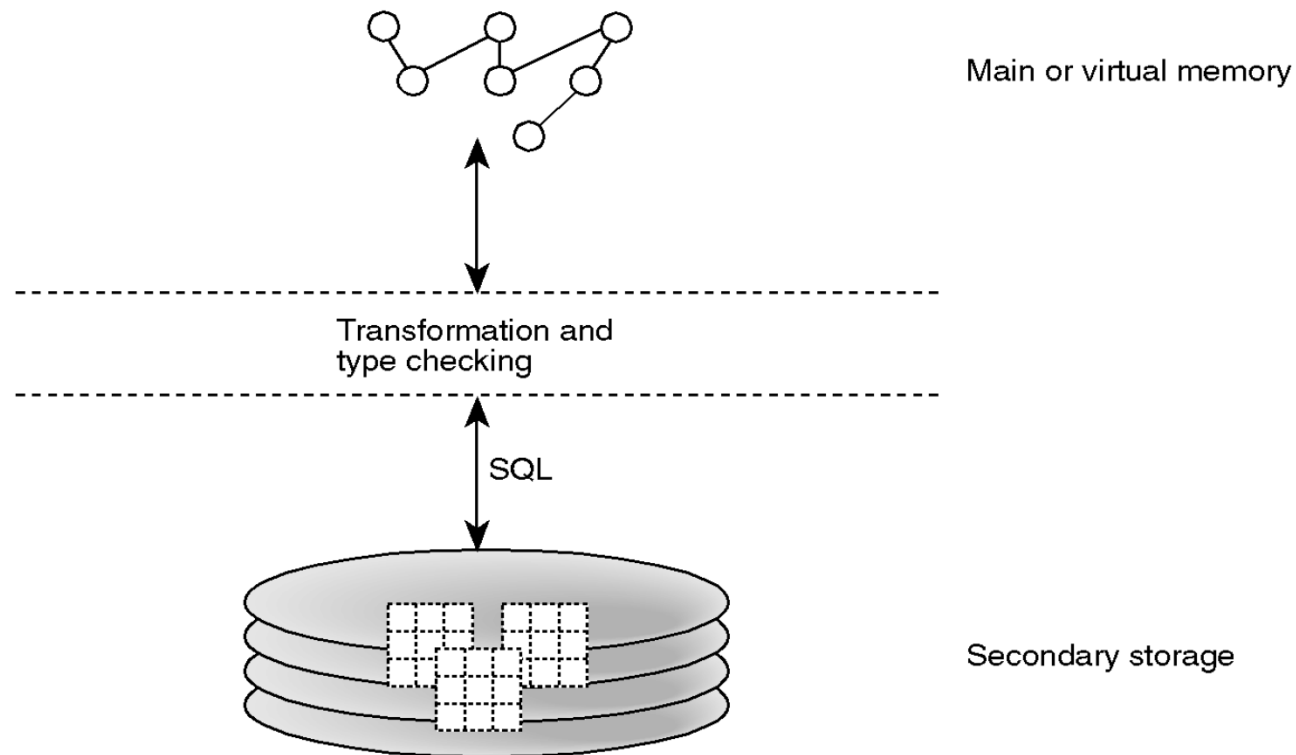 Main or virtual memory
Transformation and
type checking
SQL
Secondary storage